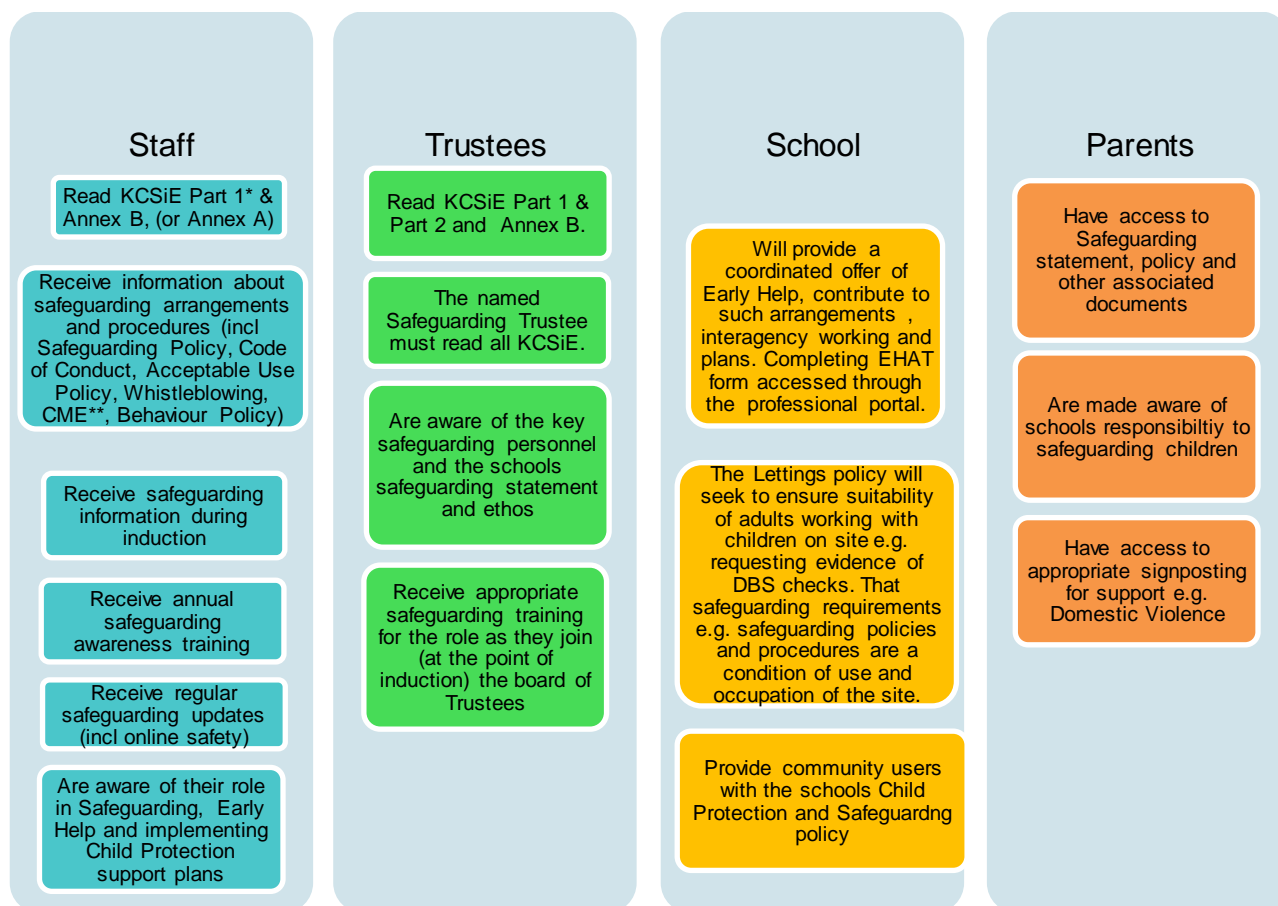 Staff
Read KCSiE Part 1* &
Annex B, (or Annex A)
Receive information about
safeguarding arrangements
and procedures (incl
Safeguarding Policy, Code
of Conduct, Acceptable Use
Policy, Whistleblowing,
CME**, Behaviour Policy)
Receive safeguarding
information during
induction
Receive annual
safeguarding
awareness training
Receive regular
safeguarding updates
(incl online safety)
Are aware of their role
in Safeguarding, Early
Help and implementing
Child Protection
support plans
Trustees
Read KCSiE Part 1 &
Part 2 and Annex B.
The named
Safeguarding Trustee
must read all KCSiE.
Are aware of the key
safeguarding personnel
and the schools
safeguarding statement
and ethos
Receive appropriate
safeguarding training
for the role as they join
(at the point of
induction) the board of
Trustees
School
Will provide a
coordinated offer of
Early Help, contribute to
such arrangements ,
interagency working and
plans. Completing EHAT
form accessed through
the professional portal.
The Lettings policy will
seek to ensure suitability
of adults working with
children on site e.g.
requesting evidence of
DBS checks. That
safeguarding requirements
e.g. safeguarding policies
and procedures are a
condition of use and
occupation of the site.
Provide community users
with the schools Child
Protection and Safeguardng
policy
Parents
Have access to
Safeguarding
statement, policy and
other associated
documents
Are made aware of
schools responsibiltiy to
safeguarding children
Have access to
appropriate signposting
for support e.g.
Domestic Violence